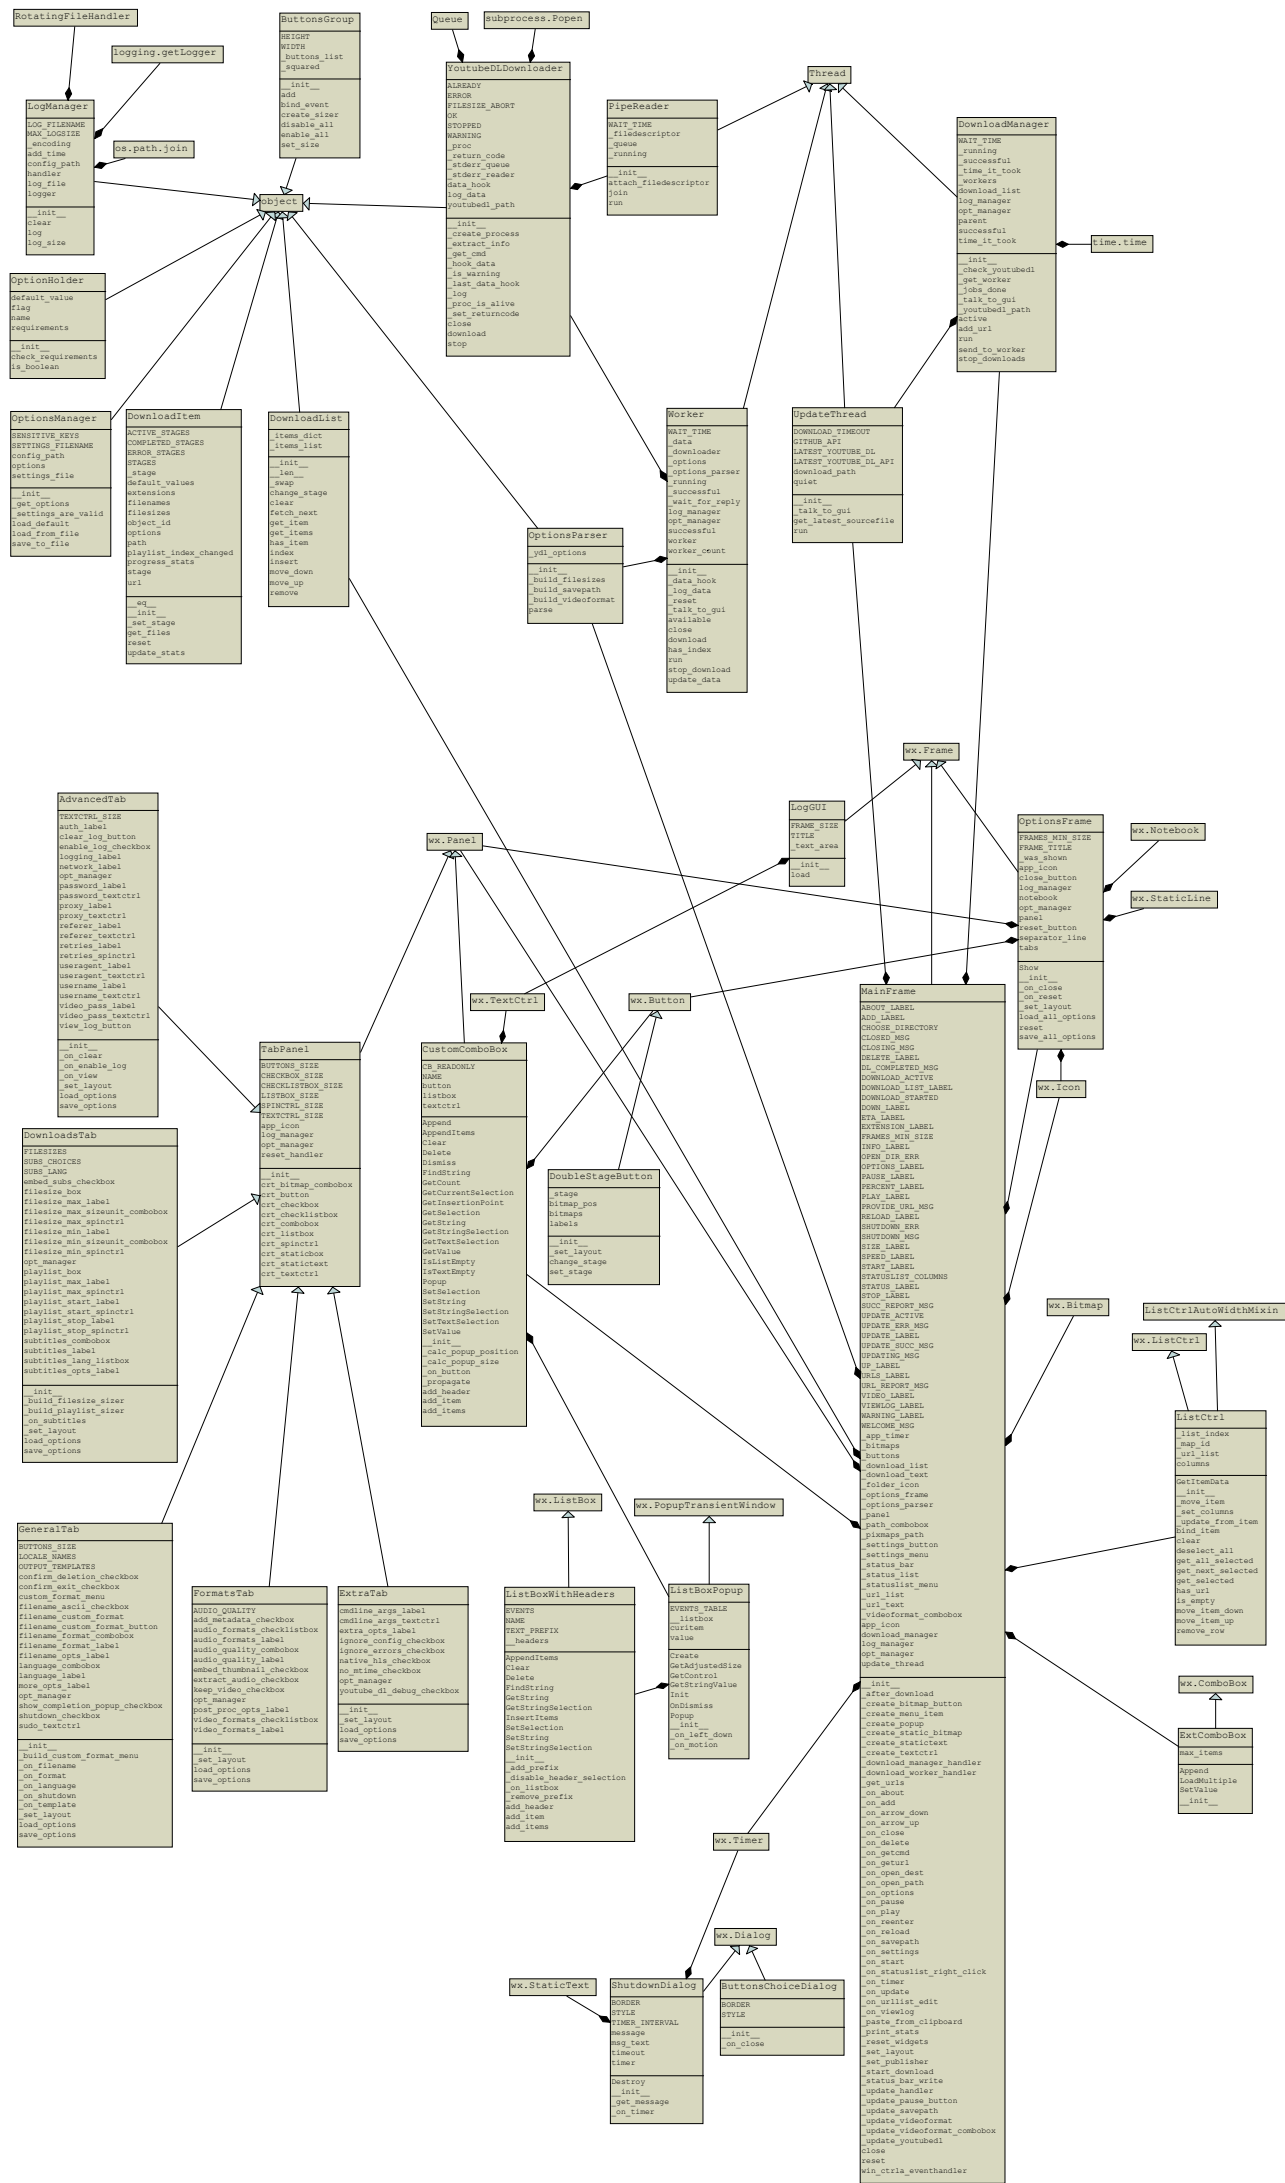 RotatingFileHandler
logging.getLogger
LogManager
LOG_FILENAME
MAX_LOGSIZE
_encoding
add_time
config_path
handler
log_file
logger
__init__
clear
log
log_size
os.path.join
ButtonsGroup
HEIGHT
WIDTH
_buttons_list
_squared
__init__
add
bind_event
create_sizer
disable_all
enable_all
set_size
object
Queue
subprocess.Popen
YoutubeDLDownloader
ALREADY
ERROR
FILESIZE_ABORT
OK
STOPPED
WARNING
_proc
_return_code
_stderr_queue
_stderr_reader
data_hook
log_data
youtubedl_path
__init__
_create_process
_extract_info
_get_cmd
_hook_data
_is_warning
_last_data_hook
_log
_proc_is_alive
_set_returncode
close
download
stop
PipeReader
WAIT_TIME
_filedescriptor
_queue
_running
__init__
attach_filedescriptor
join
run
Thread
DownloadManager
WAIT_TIME
_running
_successful
_time_it_took
_workers
download_list
log_manager
opt_manager
parent
successful
time_it_took
__init__
_check_youtubedl
_get_worker
_jobs_done
_talk_to_gui
_youtubedl_path
active
add_url
run
send_to_worker
stop_downloads
time.time
OptionHolder
default_value
flag
name
requirements
__init__
check_requirements
is_boolean
OptionsManager
SENSITIVE_KEYS
SETTINGS_FILENAME
config_path
options
settings_file
__init__
_get_options
_settings_are_valid
load_default
load_from_file
save_to_file
DownloadItem
ACTIVE_STAGES
COMPLETED_STAGES
ERROR_STAGES
STAGES
_stage
default_values
extensions
filenames
filesizes
object_id
options
path
playlist_index_changed
progress_stats
stage
url
__eq__
__init__
_set_stage
get_files
reset
update_stats
DownloadList
_items_dict
_items_list
__init__
__len__
_swap
change_stage
clear
fetch_next
get_item
get_items
has_item
index
insert
move_down
move_up
remove
OptionsParser
_ydl_options
__init__
_build_filesizes
_build_savepath
_build_videoformat
parse
Worker
WAIT_TIME
_data
_downloader
_options
_options_parser
_running
_successful
_wait_for_reply
log_manager
opt_manager
successful
worker
worker_count
__init__
_data_hook
_log_data
_reset
_talk_to_gui
available
close
download
has_index
run
stop_download
update_data
UpdateThread
DOWNLOAD_TIMEOUT
GITHUB_API
LATEST_YOUTUBE_DL
LATEST_YOUTUBE_DL_API
download_path
quiet
__init__
_talk_to_gui
get_latest_sourcefile
run
wx.Frame
AdvancedTab
TEXTCTRL_SIZE
auth_label
clear_log_button
enable_log_checkbox
logging_label
network_label
opt_manager
password_label
password_textctrl
proxy_label
proxy_textctrl
referer_label
referer_textctrl
retries_label
retries_spinctrl
useragent_label
useragent_textctrl
username_label
username_textctrl
video_pass_label
video_pass_textctrl
view_log_button
__init__
_on_clear
_on_enable_log
_on_view
_set_layout
load_options
save_options
wx.Panel
LogGUI
FRAME_SIZE
TITLE
_text_area
__init__
load
OptionsFrame
FRAMES_MIN_SIZE
FRAME_TITLE
_was_shown
app_icon
close_button
log_manager
notebook
opt_manager
panel
reset_button
separator_line
tabs
Show
__init__
_on_close
_on_reset
_set_layout
load_all_options
reset
save_all_options
wx.Notebook
wx.StaticLine
wx.Icon
wx.TextCtrl
wx.Button
DownloadsTab
FILESIZES
SUBS_CHOICES
SUBS_LANG
embed_subs_checkbox
filesize_box
filesize_max_label
filesize_max_sizeunit_combobox
filesize_max_spinctrl
filesize_min_label
filesize_min_sizeunit_combobox
filesize_min_spinctrl
opt_manager
playlist_box
playlist_max_label
playlist_max_spinctrl
playlist_start_label
playlist_start_spinctrl
playlist_stop_label
playlist_stop_spinctrl
subtitles_combobox
subtitles_label
subtitles_lang_listbox
subtitles_opts_label
__init__
_build_filesize_sizer
_build_playlist_sizer
_on_subtitles
_set_layout
load_options
save_options
TabPanel
BUTTONS_SIZE
CHECKBOX_SIZE
CHECKLISTBOX_SIZE
LISTBOX_SIZE
SPINCTRL_SIZE
TEXTCTRL_SIZE
app_icon
log_manager
opt_manager
reset_handler
__init__
crt_bitmap_combobox
crt_button
crt_checkbox
crt_checklistbox
crt_combobox
crt_listbox
crt_spinctrl
crt_staticbox
crt_statictext
crt_textctrl
CustomComboBox
CB_READONLY
NAME
button
listbox
textctrl
Append
AppendItems
Clear
Delete
Dismiss
FindString
GetCount
GetCurrentSelection
GetInsertionPoint
GetSelection
GetString
GetStringSelection
GetTextSelection
GetValue
IsListEmpty
IsTextEmpty
Popup
SetSelection
SetString
SetStringSelection
SetTextSelection
SetValue
__init__
_calc_popup_position
_calc_popup_size
_on_button
_propagate
add_header
add_item
add_items
DoubleStageButton
_stage
bitmap_pos
bitmaps
labels
__init__
_set_layout
change_stage
set_stage
MainFrame
ABOUT_LABEL
ADD_LABEL
CHOOSE_DIRECTORY
CLOSED_MSG
CLOSING_MSG
DELETE_LABEL
DL_COMPLETED_MSG
DOWNLOAD_ACTIVE
DOWNLOAD_LIST_LABEL
DOWNLOAD_STARTED
DOWN_LABEL
ETA_LABEL
EXTENSION_LABEL
FRAMES_MIN_SIZE
INFO_LABEL
OPEN_DIR_ERR
OPTIONS_LABEL
PAUSE_LABEL
PERCENT_LABEL
PLAY_LABEL
PROVIDE_URL_MSG
RELOAD_LABEL
SHUTDOWN_ERR
SHUTDOWN_MSG
SIZE_LABEL
SPEED_LABEL
START_LABEL
STATUSLIST_COLUMNS
STATUS_LABEL
STOP_LABEL
SUCC_REPORT_MSG
UPDATE_ACTIVE
UPDATE_ERR_MSG
UPDATE_LABEL
UPDATE_SUCC_MSG
UPDATING_MSG
UP_LABEL
URLS_LABEL
URL_REPORT_MSG
VIDEO_LABEL
VIEWLOG_LABEL
WARNING_LABEL
WELCOME_MSG
_app_timer
_bitmaps
_buttons
_download_list
_download_text
_folder_icon
_options_frame
_options_parser
_panel
_path_combobox
_pixmaps_path
_settings_button
_settings_menu
_status_bar
_status_list
_statuslist_menu
_url_list
_url_text
_videoformat_combobox
app_icon
download_manager
log_manager
opt_manager
update_thread
__init__
_after_download
_create_bitmap_button
_create_menu_item
_create_popup
_create_static_bitmap
_create_statictext
_create_textctrl
_download_manager_handler
_download_worker_handler
_get_urls
_on_about
_on_add
_on_arrow_down
_on_arrow_up
_on_close
_on_delete
_on_getcmd
_on_geturl
_on_open_dest
_on_open_path
_on_options
_on_pause
_on_play
_on_reenter
_on_reload
_on_savepath
_on_settings
_on_start
_on_statuslist_right_click
_on_timer
_on_update
_on_urllist_edit
_on_viewlog
_paste_from_clipboard
_print_stats
_reset_widgets
_set_layout
_set_publisher
_start_download
_status_bar_write
_update_handler
_update_pause_button
_update_savepath
_update_videoformat
_update_videoformat_combobox
_update_youtubedl
close
reset
win_ctrla_eventhandler
wx.Bitmap
ListCtrlAutoWidthMixin
wx.ListCtrl
ListCtrl
_list_index
_map_id
_url_list
columns
GetItemData
__init__
_move_item
_set_columns
_update_from_item
bind_item
clear
deselect_all
get_all_selected
get_next_selected
get_selected
has_url
is_empty
move_item_down
move_item_up
remove_row
wx.ComboBox
ExtComboBox
max_items
Append
LoadMultiple
SetValue
__init__
GeneralTab
BUTTONS_SIZE
LOCALE_NAMES
OUTPUT_TEMPLATES
confirm_deletion_checkbox
confirm_exit_checkbox
custom_format_menu
filename_ascii_checkbox
filename_custom_format
filename_custom_format_button
filename_format_combobox
filename_format_label
filename_opts_label
language_combobox
language_label
more_opts_label
opt_manager
show_completion_popup_checkbox
shutdown_checkbox
sudo_textctrl
__init__
_build_custom_format_menu
_on_filename
_on_format
_on_language
_on_shutdown
_on_template
_set_layout
load_options
save_options
FormatsTab
AUDIO_QUALITY
add_metadata_checkbox
audio_formats_checklistbox
audio_formats_label
audio_quality_combobox
audio_quality_label
embed_thumbnail_checkbox
extract_audio_checkbox
keep_video_checkbox
opt_manager
post_proc_opts_label
video_formats_checklistbox
video_formats_label
__init__
_set_layout
load_options
save_options
ExtraTab
cmdline_args_label
cmdline_args_textctrl
extra_opts_label
ignore_config_checkbox
ignore_errors_checkbox
native_hls_checkbox
no_mtime_checkbox
opt_manager
youtube_dl_debug_checkbox
__init__
_set_layout
load_options
save_options
wx.ListBox
wx.PopupTransientWindow
ListBoxWithHeaders
EVENTS
NAME
TEXT_PREFIX
__headers
AppendItems
Clear
Delete
FindString
GetString
GetStringSelection
InsertItems
SetSelection
SetString
SetStringSelection
__init__
_add_prefix
_disable_header_selection
_on_listbox
_remove_prefix
add_header
add_item
add_items
ListBoxPopup
EVENTS_TABLE
__listbox
curitem
value
Create
GetAdjustedSize
GetControl
GetStringValue
Init
OnDismiss
Popup
__init__
_on_left_down
_on_motion
wx.Timer
wx.Dialog
wx.StaticText
ShutdownDialog
BORDER
STYLE
TIMER_INTERVAL
message
msg_text
timeout
timer
Destroy
__init__
_get_message
_on_timer
ButtonsChoiceDialog
BORDER
STYLE
__init__
_on_close